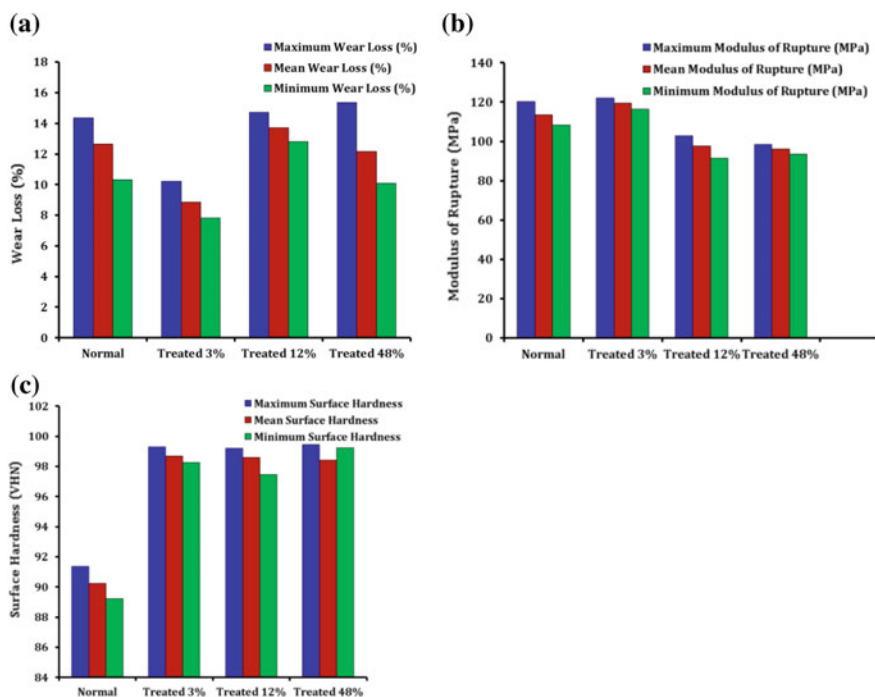 (a)
Maximum Wear Loss (%)
Mean Wear Loss (%)
Minimum Wear Loss (%)
18
16
14
12
10
8
6
4
2
0
Wear Loss (%)
Normal Treated 3% Treated 12% Treated 48%
(b)
Maximum Modulus of Rupture (MPa)
Mean Modulus of Rupture (MPa)
Minimum Modulus of Rupture (MPa)
140
120
100
80
60
40
20
0
Modulus of Rupture (MPa)
Normal Treated 3% Treated 12% Treated 48%
(c)
Maximum Surface Hardness
Mean Surface Hardness
Minimum Surface Hardness
102
100
98
96
94
92
90
88
86
84
Surface Hardness (VHN)
Normal Treated 3% Treated 12% Treated 48%